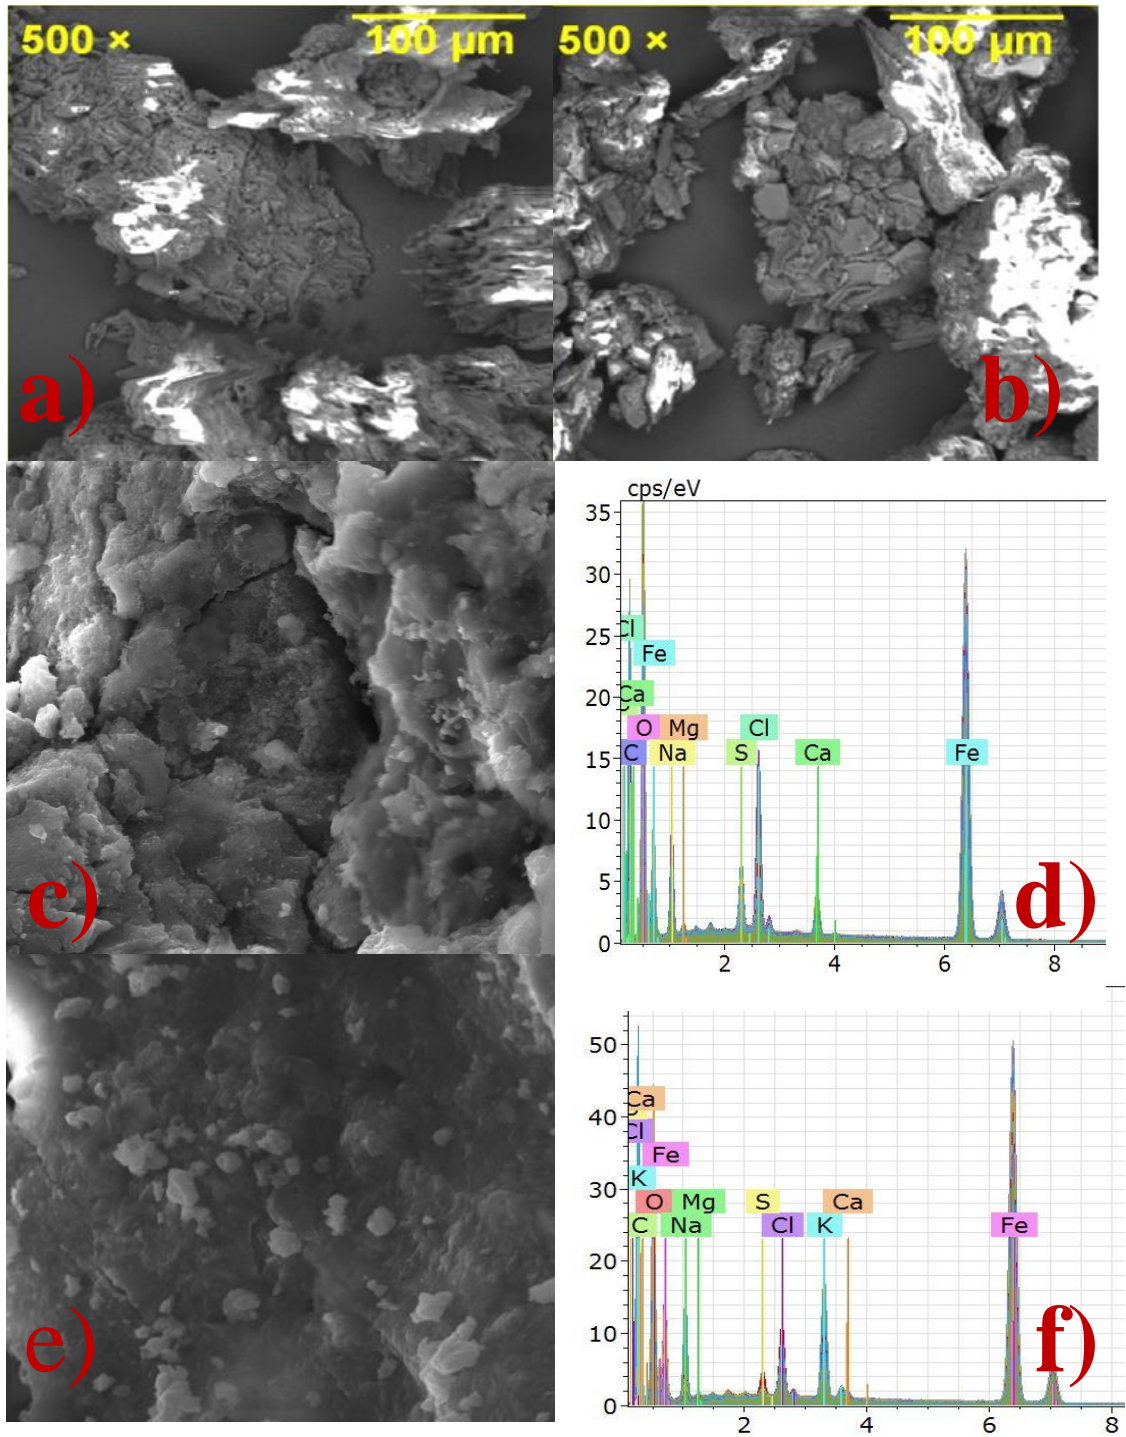 500 × 100 μm
500 × 100 μm
a)
b)
c)
cps/eV
35
30
25
20
15
10
5
0
Cl
Fe
Ca
O Mg Cl
C Na S Ca Fe
2 4 6 8
d)
e)
50
40
30
20
10
0
Ca
Cl
Fe
K
O Mg S Ca
C Na Cl K Fe
2 4 6 8
f)